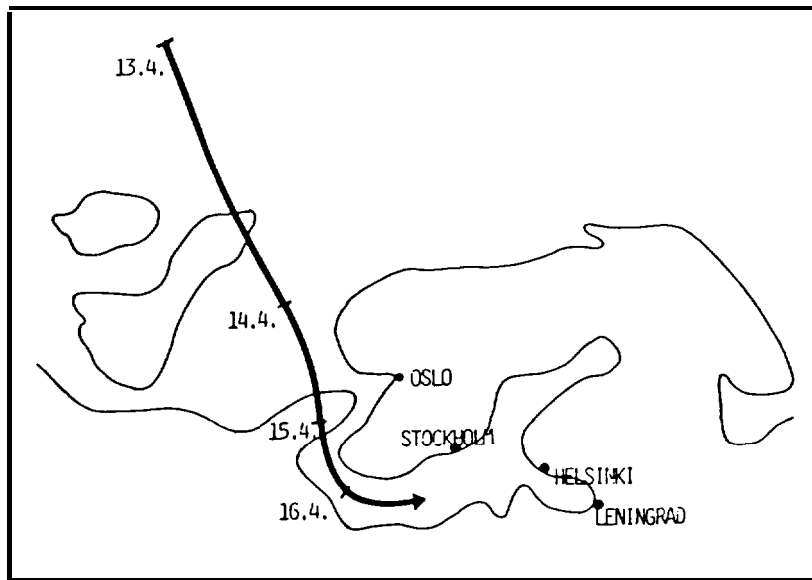 13.4.
14.4.
OSLO
15.4.
STOCKHOLM
HELSINKI
16.4.
LENINGRAD